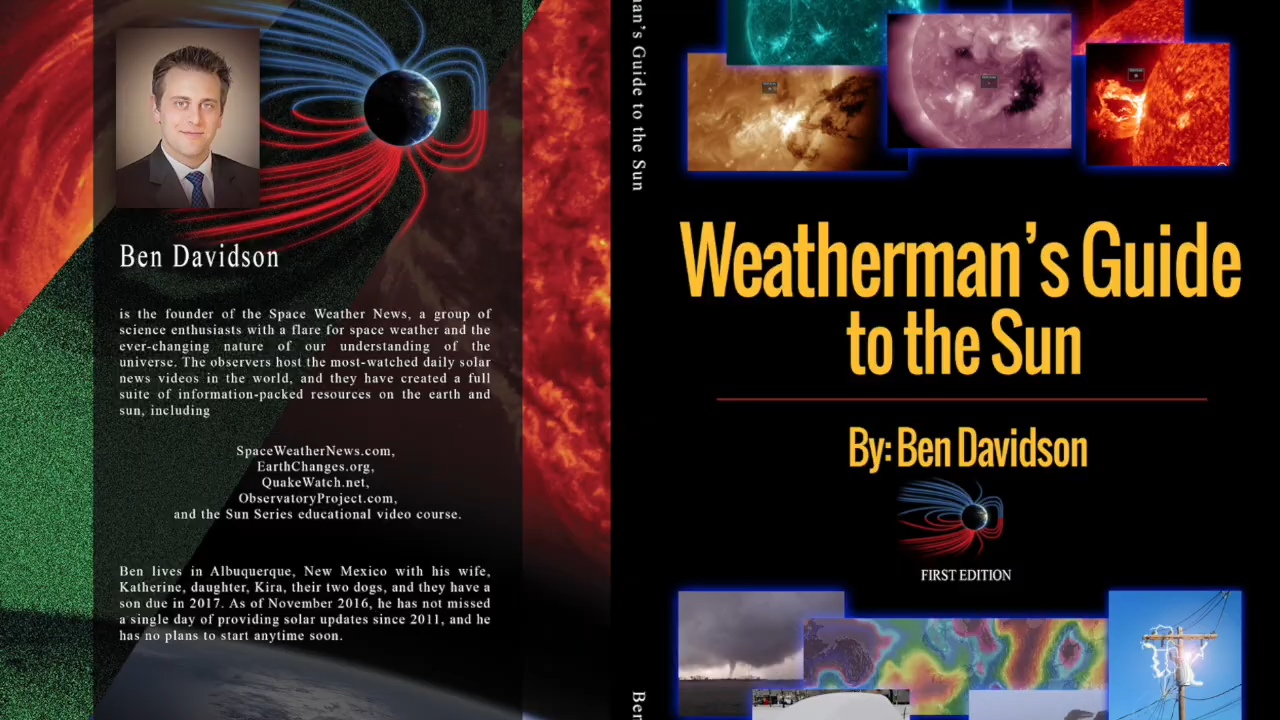 Ben Davidson
is the founder of the Space Weather News, a group of
science enthusiasts with a flare for space weather and the
ever-changing nature of our understanding of the
universe. The observers host the most-watched daily solar
news videos in the world, and they have created a full
suite of information-packed resources on the earth and
sun, including
SpaceWeatherNews.com,
EarthChanges.org,
QuakeWatch.net,
ObservatoryProject.com,
and the Sun Series educational video course.
Ben lives in Albuquerque, New Mexico with his wife,
Katherine, daughter, Kira, their two dogs, and they have a
son due in 2017. As of November 2016, he has not missed
a single day of providing solar updates since 2011, and he
has no plans to start anytime soon.
an's Guide to the Sun
Be
Weatherman's Guide
to the Sun
By: Ben Davidson
FIRST EDITION